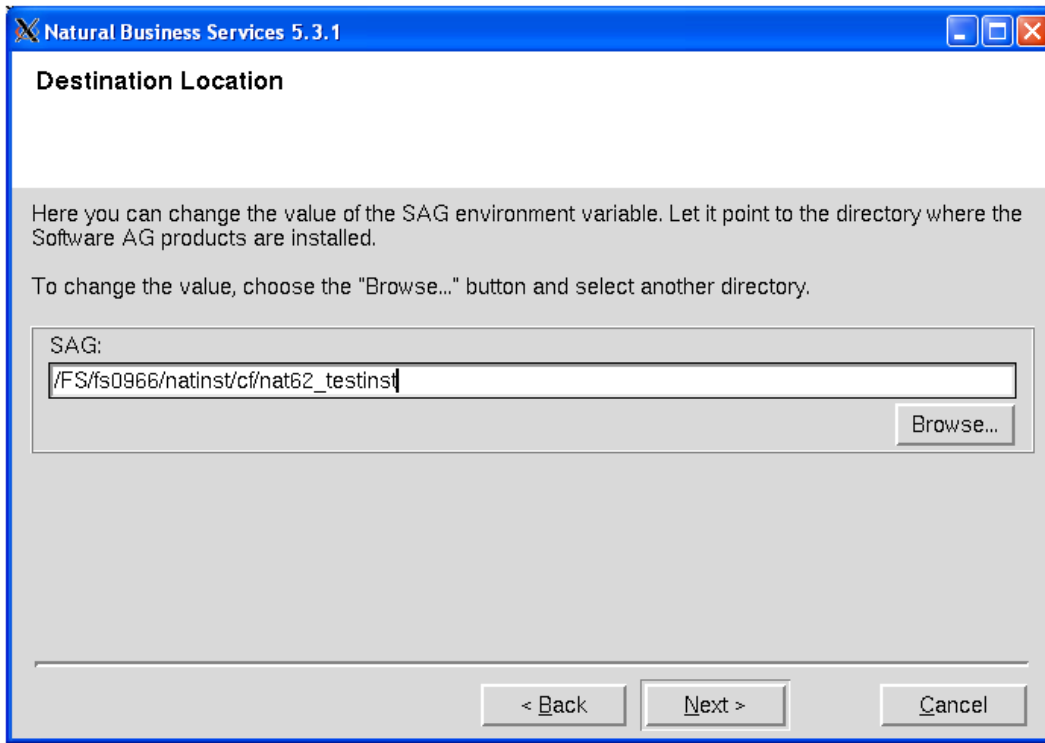 Natural Business Services 5.3.1
Destination Location
Here you can change the value of the SAG environment variable. Let it point to the directory where the
Software AG products are installed.
To change the value, choose the "Browse..." button and select another directory.
SAG:
/FS/fs0966/natinst/cf/nat62_testinst
Browse...
< Back
Next >
Cancel